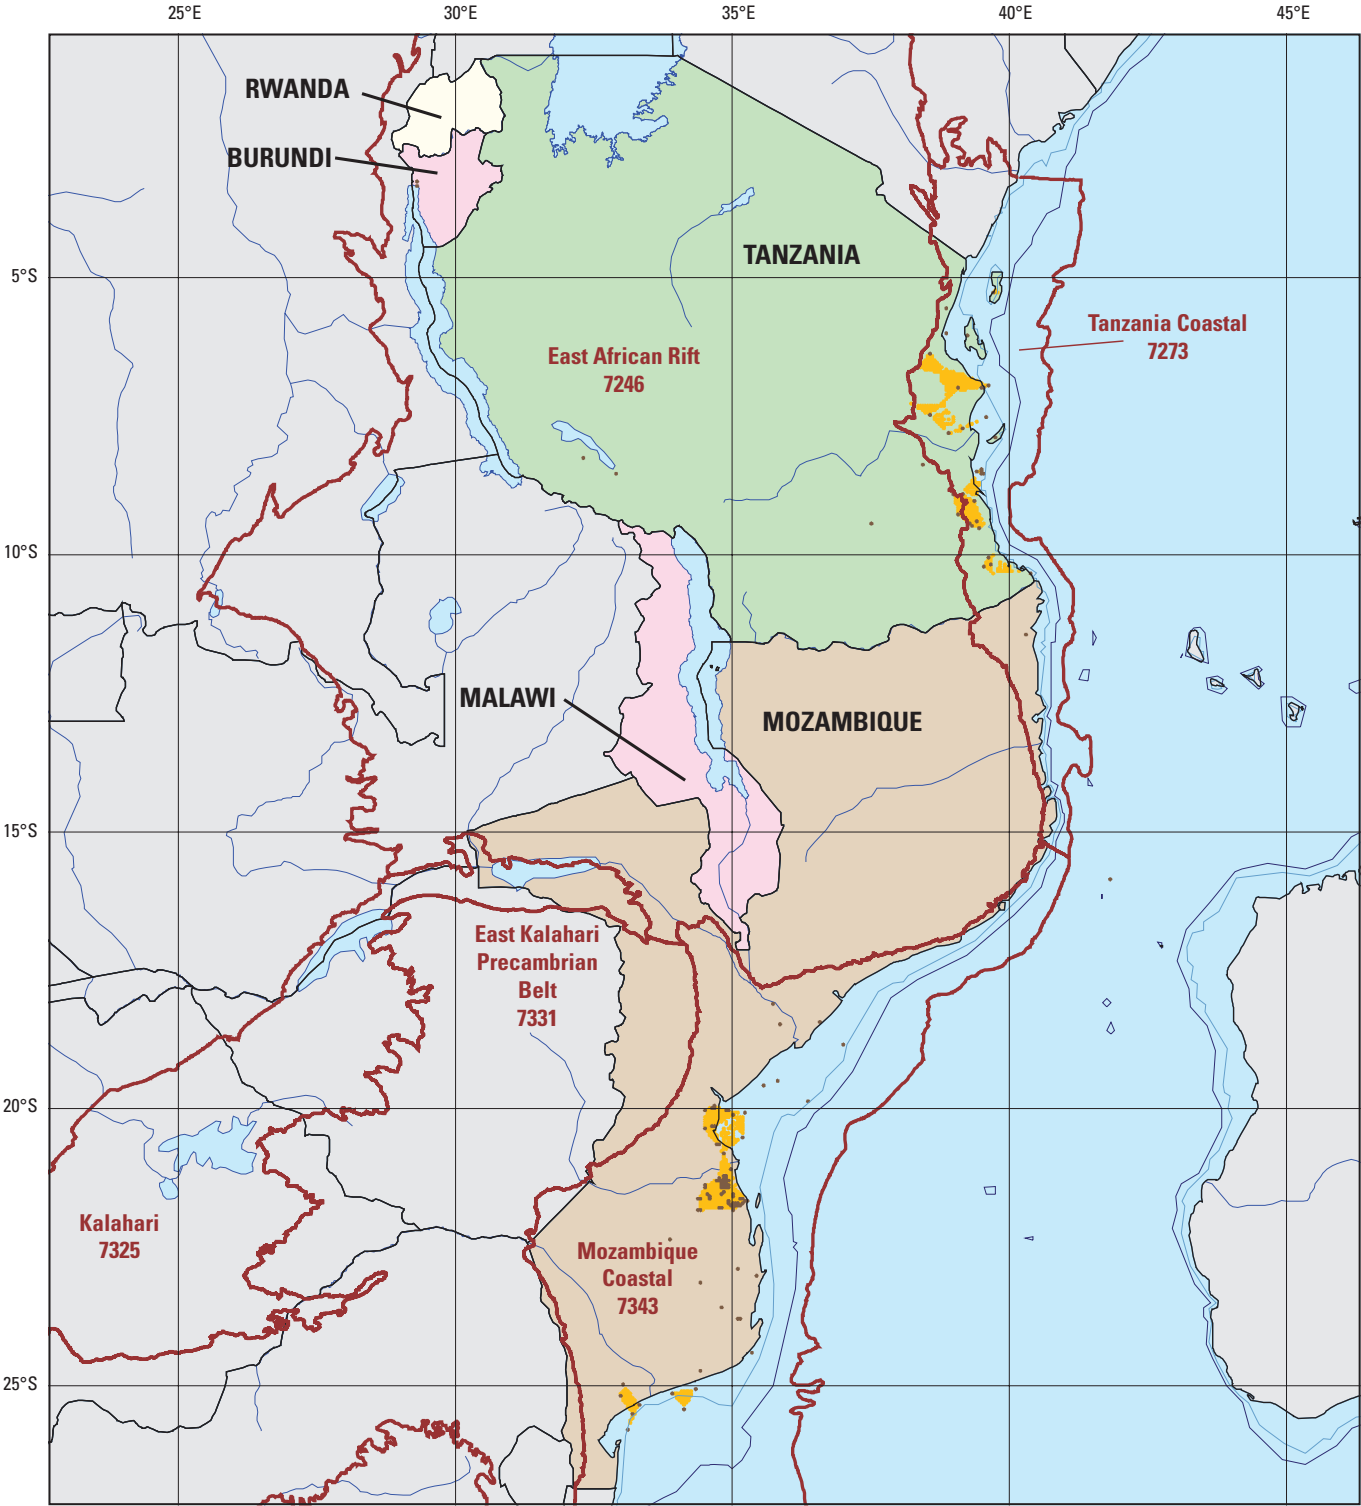 25°E
30°E
35°E
40°E
45°E
RWANDA
BURUNDI
TANZANIA
5°S
Tanzania Coastal
7273
East African Rift
7246
10°S
MALAWI
MOZAMBIQUE
15°S
East Kalahari
Precambrian
Belt
7331
20°S
Kalahari
7325
Mozambique
Coastal
7343
25°S